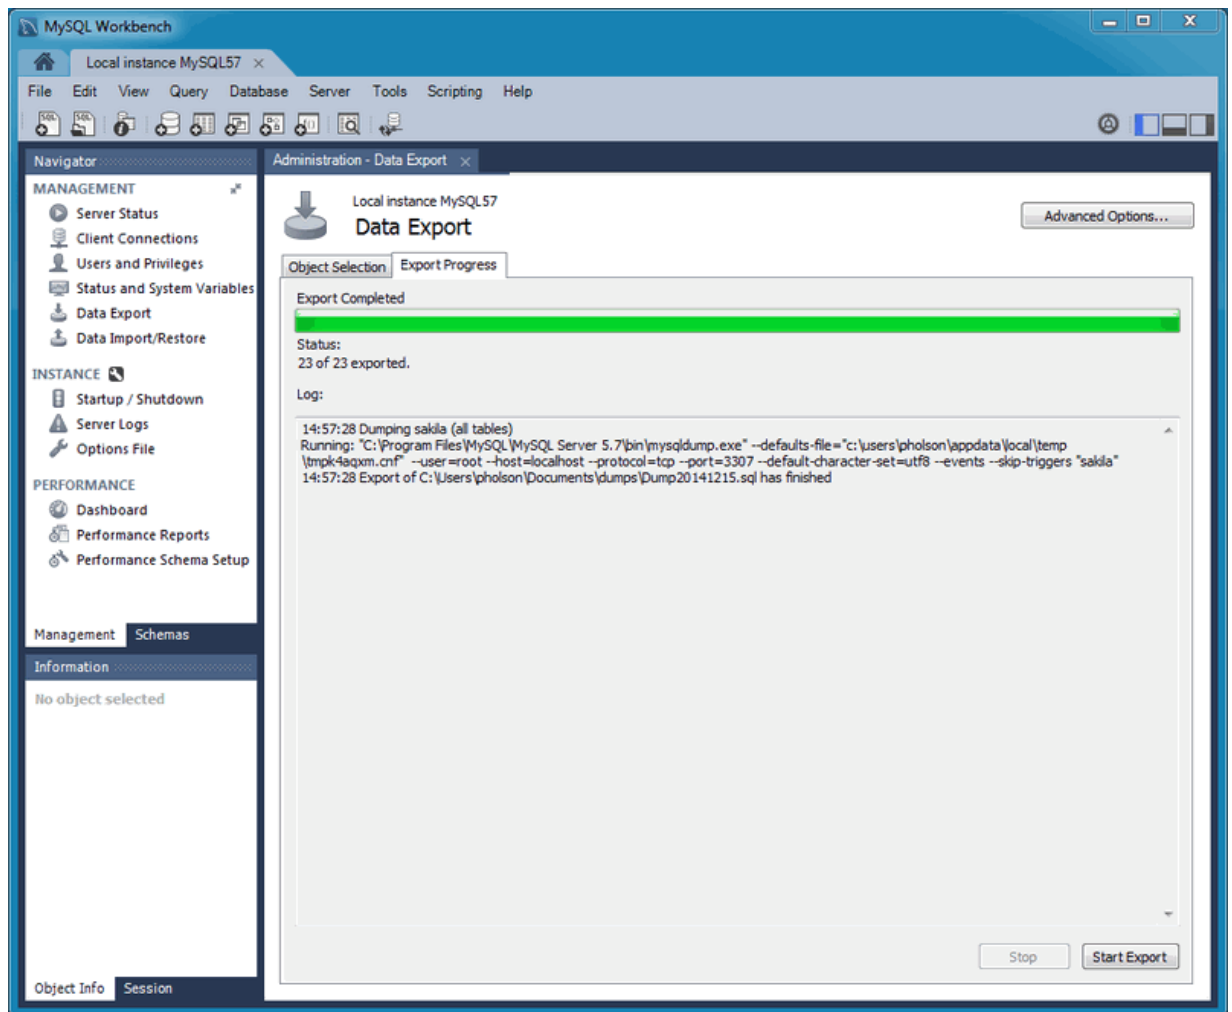 MySQL Workbench
Local instance MySQL57
File Edit View Query Database Server Tools Scripting Help
Navigator
MANAGEMENT
Server Status
Client Connections
Users and Privileges
Status and System Variables
Data Export
Data Import/Restore
INSTANCE
Startup / Shutdown
Server Logs
Options File
PERFORMANCE
Dashboard
Performance Reports
Performance Schema Setup
Management Schemas
Information
No object selected
Object Info Session
Administration - Data Export
Local instance MySQL57
Data Export
Advanced Options...
Object Selection Export Progress
Export Completed
Status:
23 of 23 exported.
Log:
14:57:28 Dumping sakila (all tables)
Running: "C:\Program Files\MySQL\MySQL Server 5.7\bin\mysqldump.exe" --defaults-file="c:\users\pholson\appdata\local\temp
\tmpk4aqxm.cnf" --user=root --host=localhost --protocol=tcp --port=3307 --default-character-set=utf8 --events --skip-triggers "sakila"
14:57:28 Export of C:\Users\pholson\Documents\dumps\Dump20141215.sql has finished
Stop Start Export